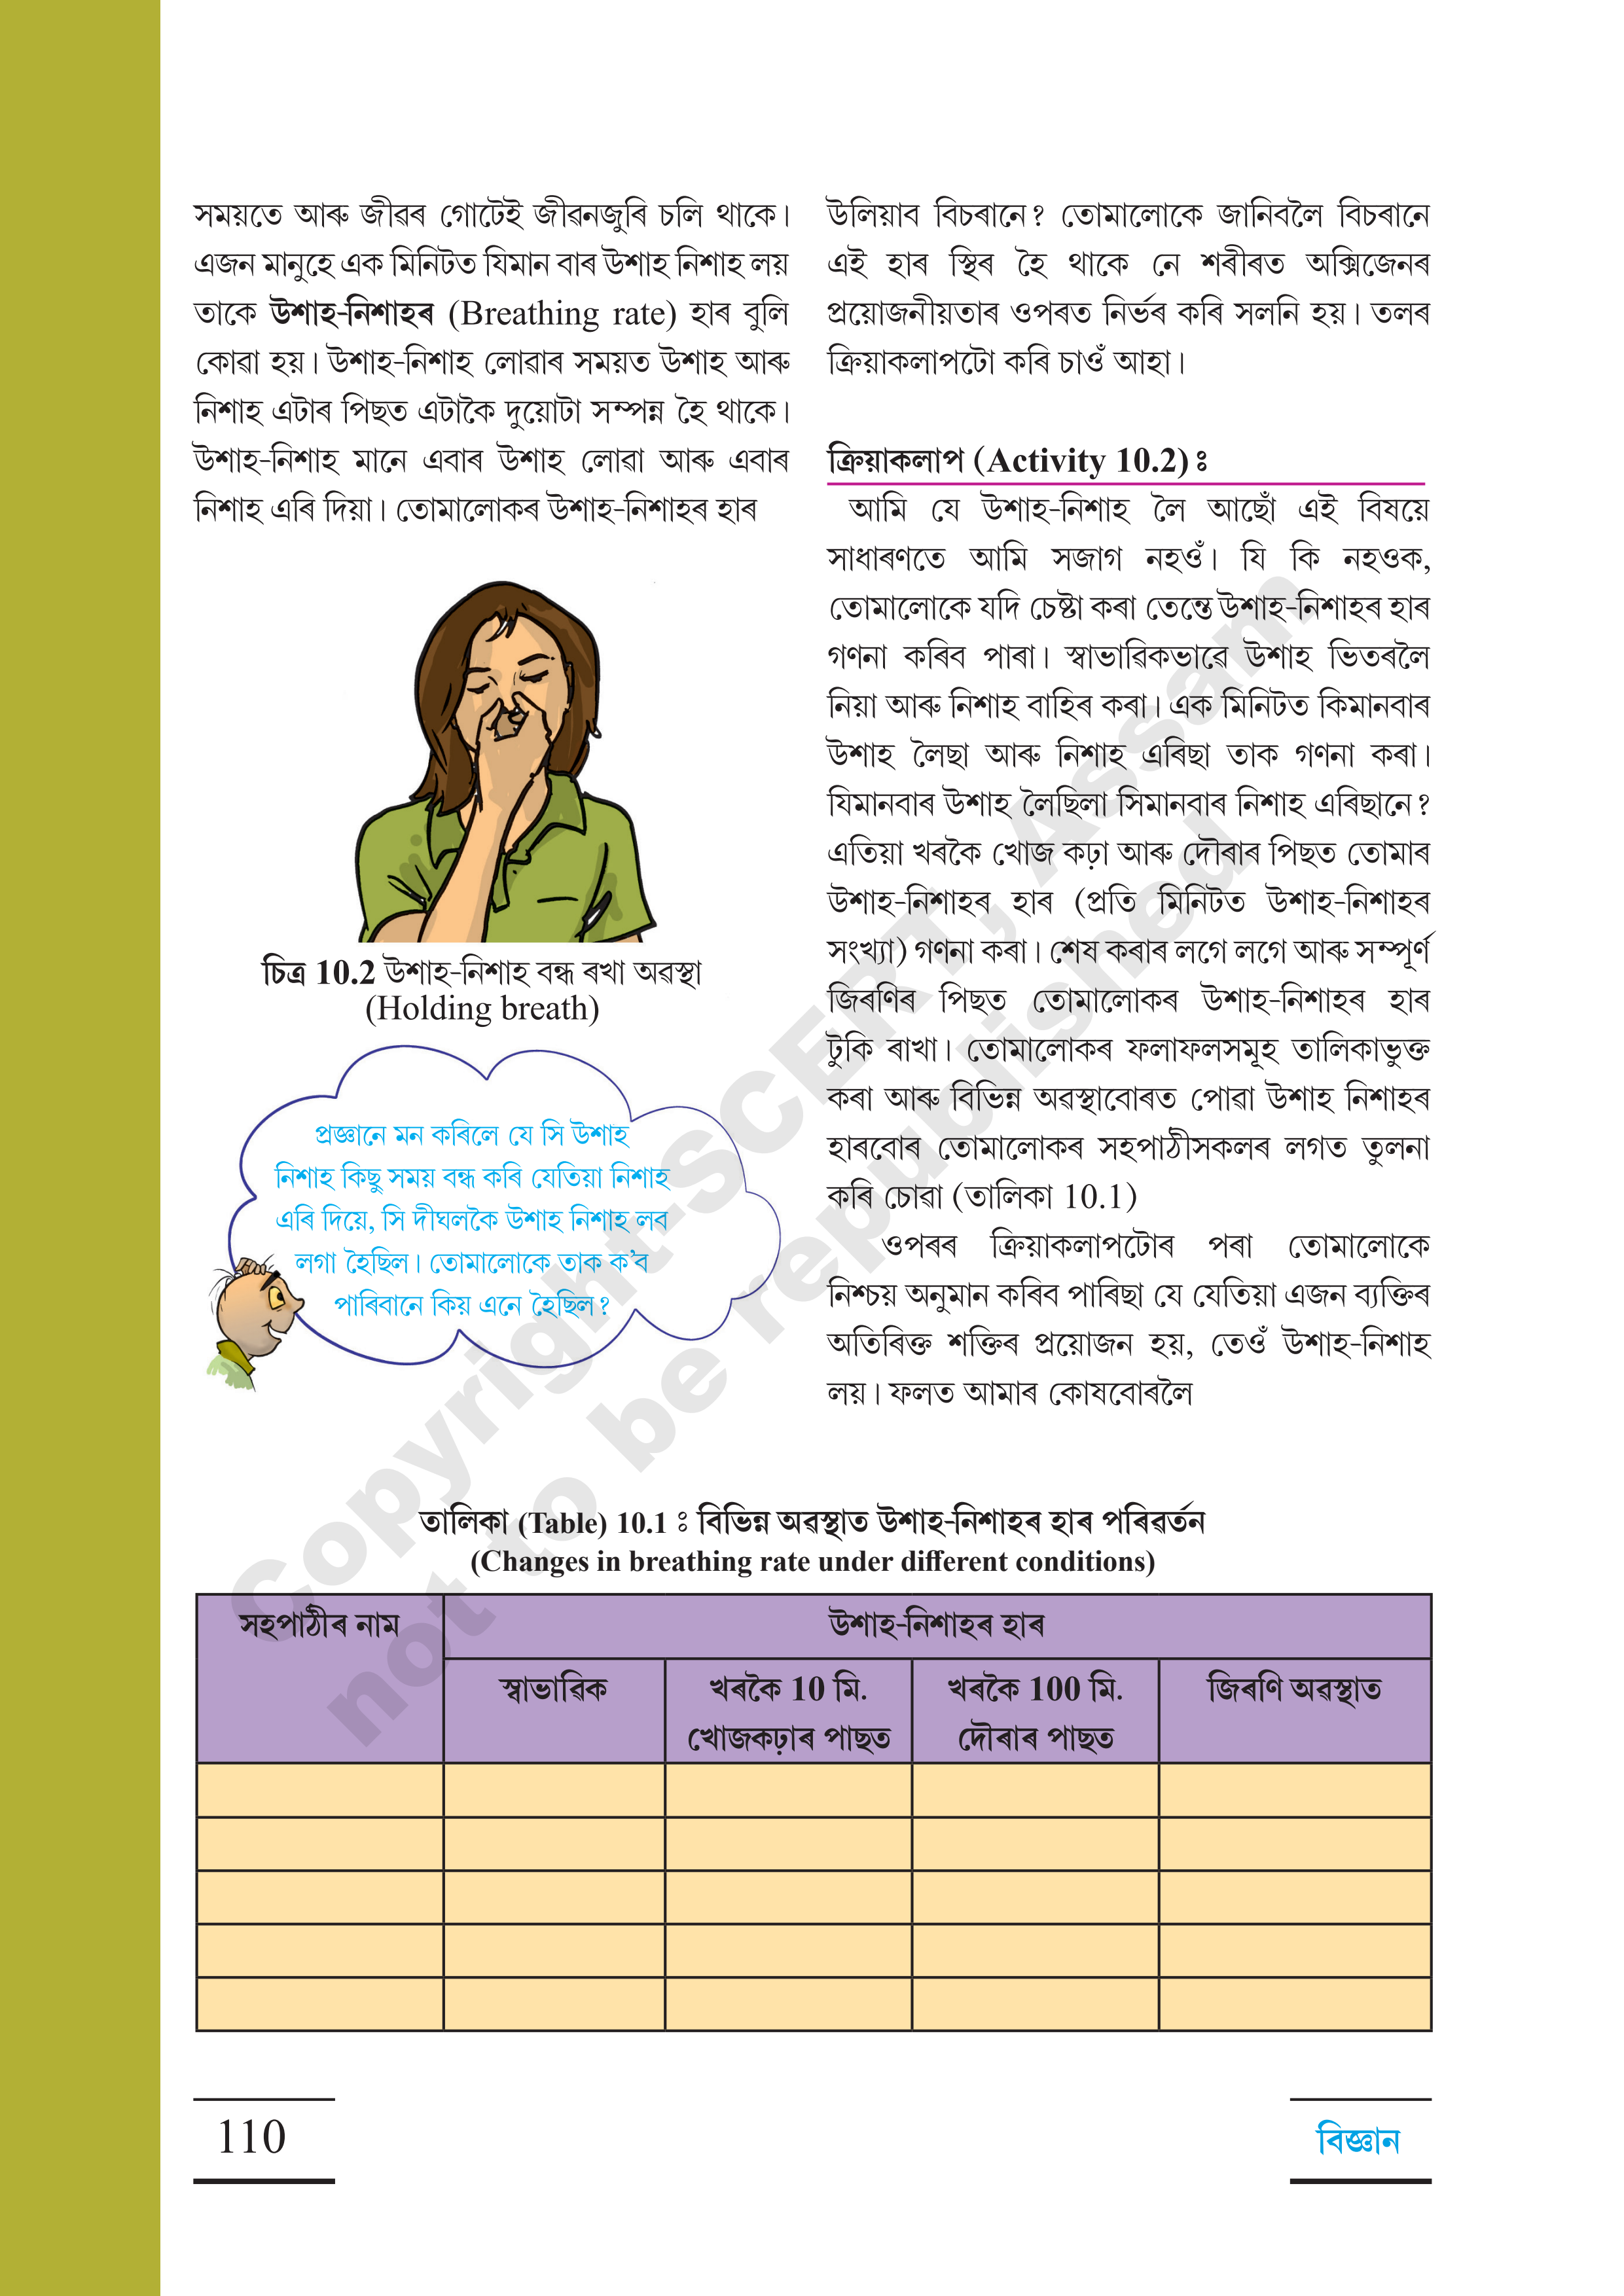 সময়তে আৰু জীৱৰ গোটেই জীৱনজুৰি চলি থাকে।
এজন মানুহে এক মিনিটত যিমান বাৰ উশাহ নিশাহ লয়
তাকে উশাহ-নিশাহৰ (Breathing rate) হাৰ বুলি
কোৱা হয়। উশাহ-নিশাহ লোৱাৰ সময়ত উশাহ আৰু
নিশাহ এটাৰ পিছত এটাকৈ দুয়োটা সম্পন্ন হৈ থাকে।
উশাহ-নিশাহ মানে এবাৰ উশাহ লোৱা আৰু এবাৰ
নিশাহ এৰি দিয়া। তোমালোকৰ উশাহ-নিশাহৰ হাৰ
চিত্ৰ 10.2 উশাহ-নিশাহ বন্ধ ৰখা অৱস্থা
(Holding breath)
প্ৰজ্ঞানে মন কৰিলে যে সি উশাহ
নিশাহ কিছু সময় বন্ধ কৰি যেতিয়া নিশাহ
এৰি দিয়ে, সি দীঘলকৈ উশাহ নিশাহ লব
লগা হৈছিল। তোমালোকে তাক ক’ব
পাৰিবানে কিয় এনে হৈছিল?
উলিয়াব বিচৰানে? তোমালোকে জানিবলৈ বিচৰানে
এই হাৰ স্থিৰ হৈ থাকে নে শৰীৰত অক্সিজেনৰ
প্ৰয়োজনীয়তাৰ ওপৰত নিৰ্ভৰ কৰি সলনি হয়। তলৰ
ক্ৰিয়াকলাপটো কৰি চাওঁ আহা।
ক্ৰিয়াকলাপ (Activity 10.2)ঃ
আমি যে উশাহ-নিশাহ লৈ আছোঁ এই বিষয়ে
সাধাৰণতে আমি সজাগ নহওঁ। যি কি নহওক,
তোমালোকে যদি চেষ্টা কৰা তেন্তে উশাহ-নিশাহৰ হাৰ
গণনা কৰিব পাৰা। স্বাভাৱিকভাৱে উশাহ ভিতৰলৈ
নিয়া আৰু নিশাহ বাহিৰ কৰা। এক মিনিটত কিমানবাৰ
উশাহ লৈছা আৰু নিশাহ এৰিছা তাক গণনা কৰা।
যিমানবাৰ উশাহ লৈছিলা সিমানবাৰ নিশাহ এৰিছানে?
এতিয়া খৰকৈ খোজ কঢ়া আৰু দৌৰাৰ পিছত তোমাৰ
উশাহ-নিশাহৰ হাৰ (প্ৰতি মিনিটত উশাহ-নিশাহৰ
সংখ্যা) গণনা কৰা। শেষ কৰাৰ লগে লগে আৰু সম্পূৰ্ণ
জিৰণিৰ পিছত তোমালোকৰ উশাহ-নিশাহৰ হাৰ
টুকি ৰাখা। তোমালোকৰ ফলাফলসমূহ তালিকাভুক্ত
কৰা আৰু বিভিন্ন অৱস্থাবোৰত পোৱা উশাহ নিশাহৰ
হাৰবোৰ তোমালোকৰ সহপাঠীসকলৰ লগত তুলনা
কৰি চোৱা (তালিকা 10.1)
ওপৰৰ ক্ৰিয়াকলাপটোৰ পৰা তোমালোকে
নিশ্চয় অনুমান কৰিব পাৰিছা যে যেতিয়া এজন ব্যক্তিৰ
অতিৰিক্ত শক্তিৰ প্ৰয়োজন হয়, তেওঁ উশাহ-নিশাহ
লয়। ফলত আমাৰ কোষবোৰলৈ
তালিকা (Table) 10.1 ঃ বিভিন্ন অৱস্থাত উশাহ-নিশাহৰ হাৰ পৰিৱৰ্তন
(Changes in breathing rate under different conditions)
সহপাঠীৰ নাম উশাহ-নিশাহৰ হাৰ
স্বাভাৱিক খৰকৈ 10 মি. খৰকৈ 100 মি. জিৰণি অৱস্থাত
খোজকঢ়াৰ পাছত দৌৰাৰ পাছত
110
বিজ্ঞান
Copyright-SCERT, Assam
not to be republished